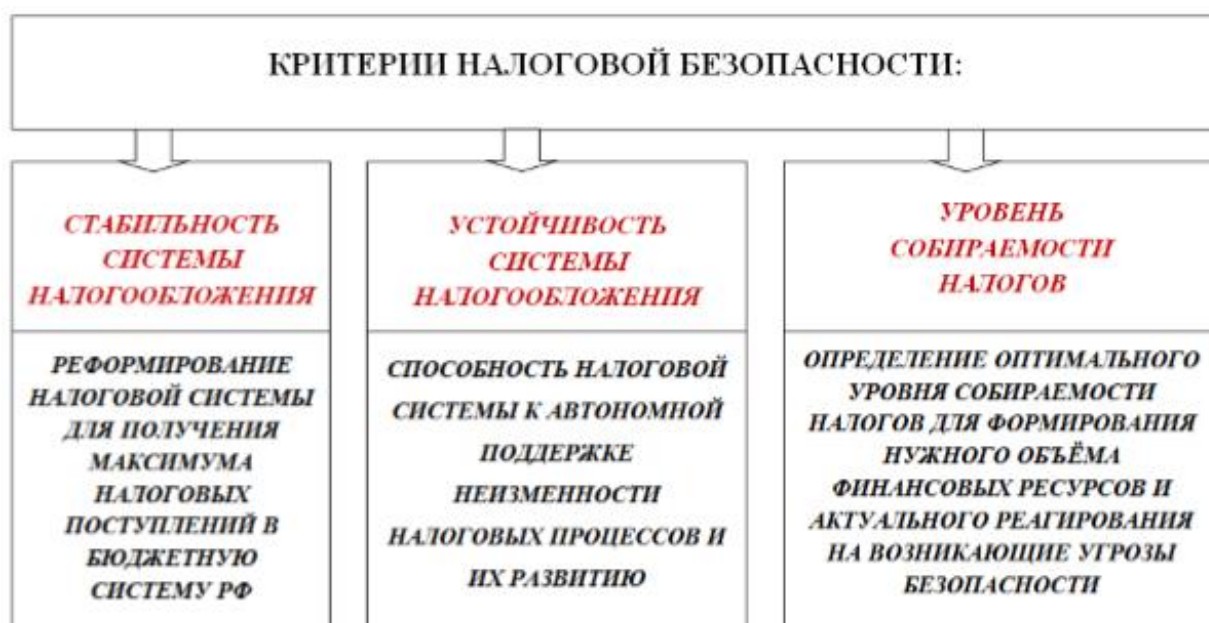 КРИТЕРИИ НАЛОГОВОЙ БЕЗОПАСНОСТИ:
СТАБИЛЬНОСТЬ
СИСТЕМЫ
НАЛОГООБЛОЖЕНИЯ
РЕФОРМИРОВАНИЕ
НАЛОГОВОЙ СИСТЕМЫ
ДЛЯ ПОЛУЧЕНИЯ
МАКСИМУМА
НАЛОГОВЫХ
ПОСТУПЛЕНИЙ В
БЮДЖЕТНУЮ
СИСТЕМУ РФ
УСТОЙЧИВОСТЬ
СИСТЕМЫ
НАЛОГООБЛОЖЕНИЯ
СПОСОБНОСТЬ НАЛОГОВОЙ
СИСТЕМЫ К АВТОНОМНОЙ
ПОДДЕРЖКЕ
НЕИЗМЕННОСТИ
НАЛОГОВЫХ ПРОЦЕССОВ И
ИХ РАЗВИТИЮ
УРОВЕНЬ
СОБИРАЕМОСТИ
НАЛОГОВ
ОПРЕДЕЛЕНИЕ ОПТИМАЛЬНОГО
УРОВНЯ СОБИРАЕМОСТИ
НАЛОГОВ ДЛЯ ФОРМИРОВАНИЯ
НУЖНОГО ОБЪЁМА
ФИНАНСОВЫХ РЕСУРСОВ И
АКТУАЛЬНОГО РЕАГИРОВАНИЯ
НА ВОЗНИКАЮЩИЕ УГРОЗЫ
БЕЗОПАСНОСТИ